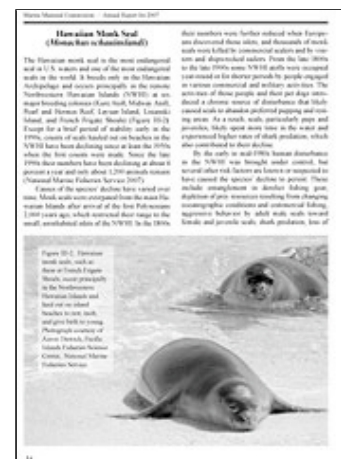 Marine Mammal Commission — Annual Report for 2007
Hawaiian Monk Seal
(Monachus schauinslandi)
The Hawaiian monk seal is the most endangered
seal in U.S. waters and one of the most endangered
seals in the world. It breeds only in the Hawaiian
Archipelago and occurs principally in the remote
Northwestern Hawaiian Islands (NWHI) at six
major breeding colonies (Kure Atoll, Midway Atoll,
Pearl and Hermes Reef, Laysan Island, Lisianski
Island, and French Frigate Shoals)
Except for a brief period of stability early in the
1990s, counts of seals hauled out on beaches in the
NWHI have been declining since at least the 1950s
when the first counts were made. Since the late
1990s their numbers have been declining at about
percent a year and only about 1,200 animals remain
(National Marine Fisheries Service 2007).
Causes of the species' decline have varied over
time. Monk seals were extirpated from the main Ha-
waiian Islands after arrival of the first Polynesians
years ago, which restricted their range to the
small, uninhabited islets of the NWHI. In the 1800s
their numbers were further reduced when Europe-
ans discovered those islets, and thousands of monk
seals were killed by commercial sealers and by
and shipwrecked sailors. From the late 1800s
to the late 1900s some NWHI atolls were occupied
year-round or for shorter periods by people engaged
in various commercial and military activities. The
activities of those people and their pet dogs intro-
duced a chronic source of disturbance that likely
caused seals to abandon preferred pupping and rest-
ing areas. As a result, seals, particularly pups and
juveniles, likely spent more time in the water and
experienced higher rates of shark predation, which
also contributed to their decline.
By the early to mid-1980s human disturbance
in the NWHI was brought under control, but
several other risk factors are known or suspected to
have caused the species' decline to persist. These
include entanglement in derelict fishing gear,
depletion of prey resources resulting from changing
oceanographic conditions and commercial fishing,
aggressive behavior by adult male seals toward
female and juvenile seals, shark predation, loss of
Figure III-2. Hawaiian
monk seals, such as
these at French Frigate
Shoals, occur principally
in the Northwestern
Hawaiian Islands and
haul out on island
beaches to rest, molt,
and give birth to young.
Photograph courtesy of
Pacific
Islands Fisheries Science
Center, National Marine
Fisheries Service